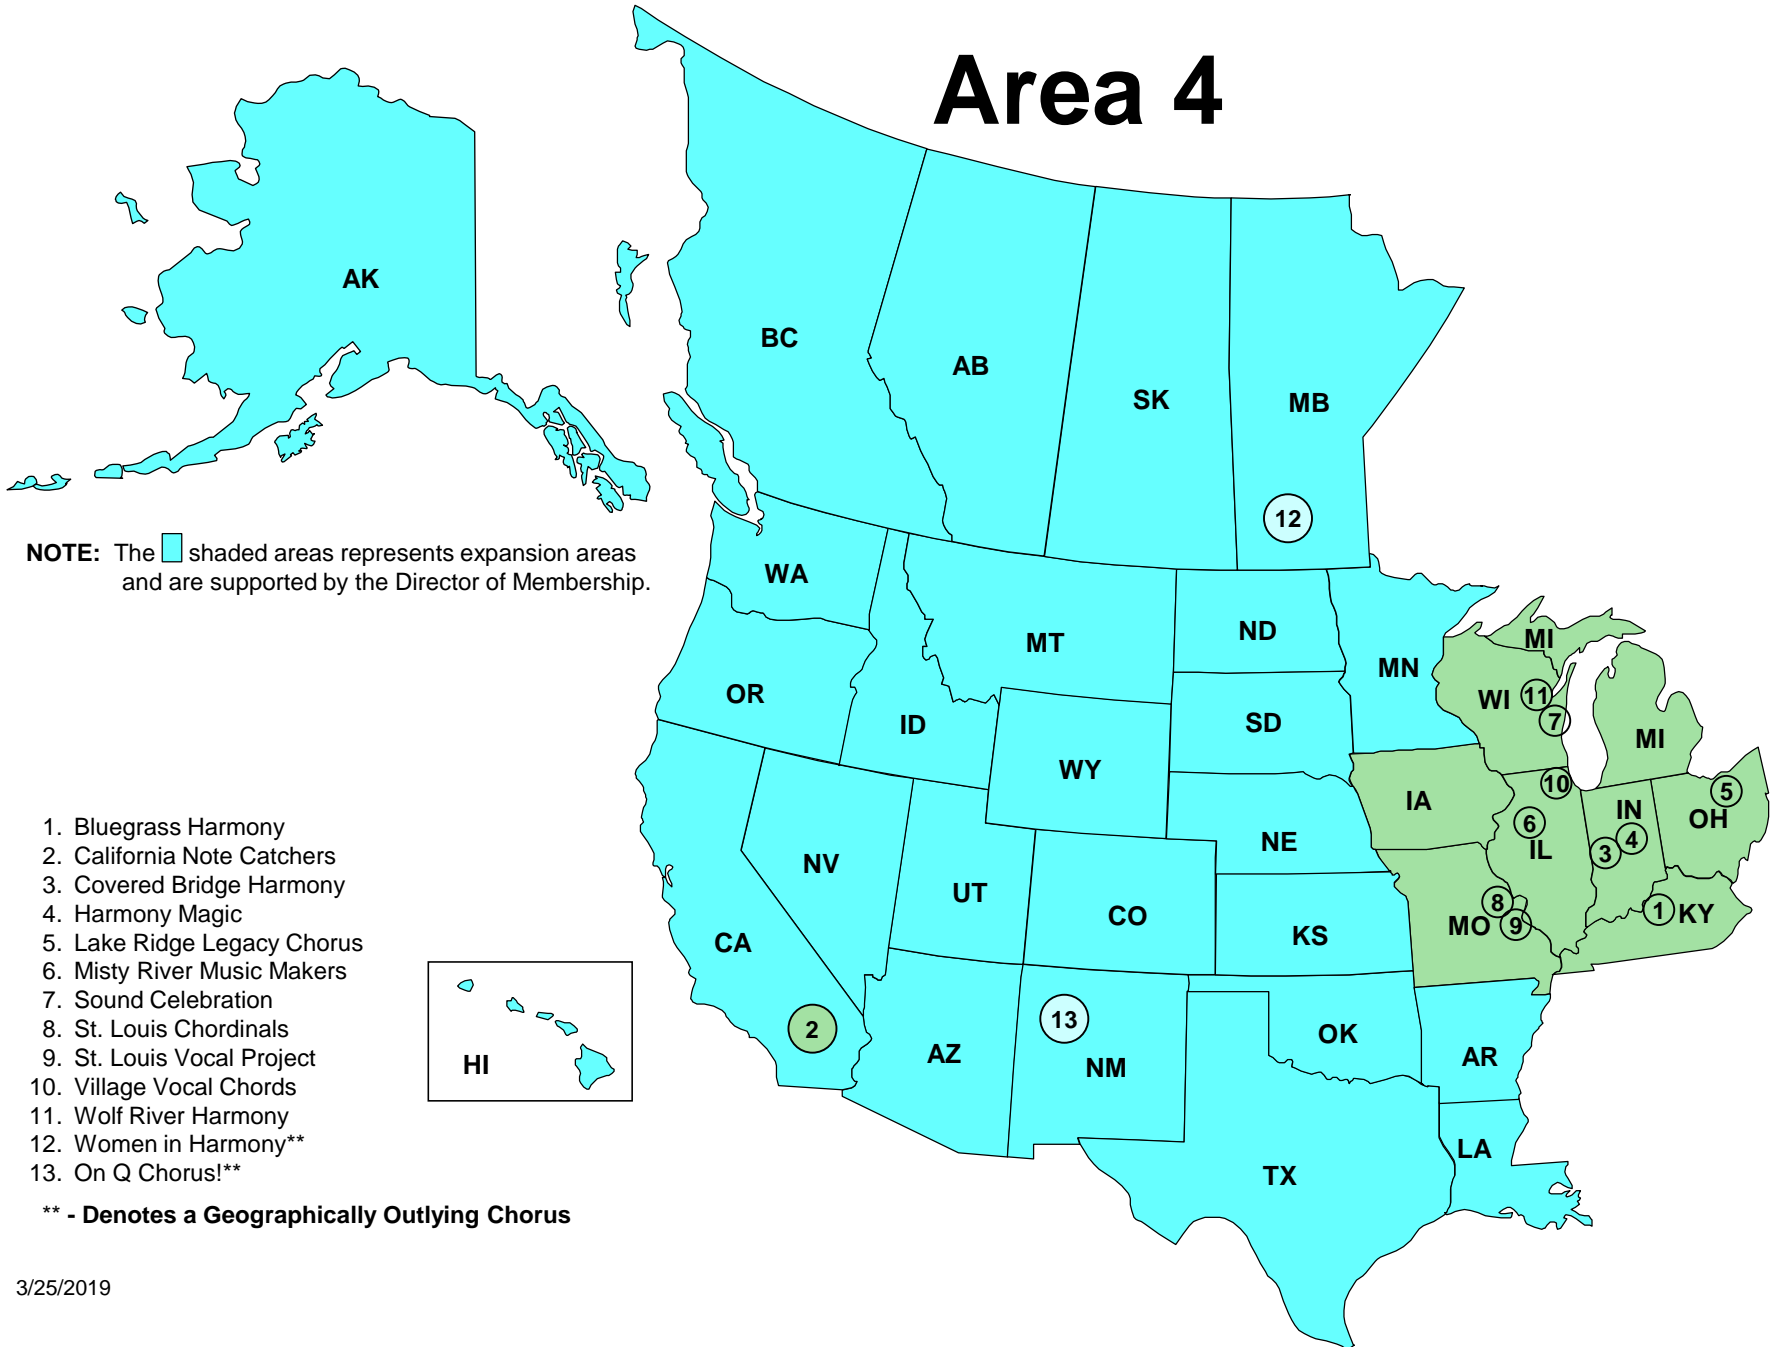 Area 4
AK
BC
AB
SK
MB
12
NOTE: The shaded areas represents expansion areas
and are supported by the Director of Membership.
WA
MT
ND
MN
MI
OR
ID
SD
WI
11
7
MI
WY
IA
10
5
IN
OH
6
4
NE
IL
3
NV
UT
CO
KS
MO
8
9
1
KY
CA
1. Bluegrass Harmony
2. California Note Catchers
3. Covered Bridge Harmony
4. Harmony Magic
5. Lake Ridge Legacy Chorus
6. Misty River Music Makers
7. Sound Celebration
8. St. Louis Chordinals
9. St. Louis Vocal Project
10. Village Vocal Chords
11. Wolf River Harmony
12. Women in Harmony**
13. On Q Chorus!**
** - Denotes a Geographically Outlying Chorus
HI
2
13
AZ
NM
OK
AR
TX
LA
3/25/2019